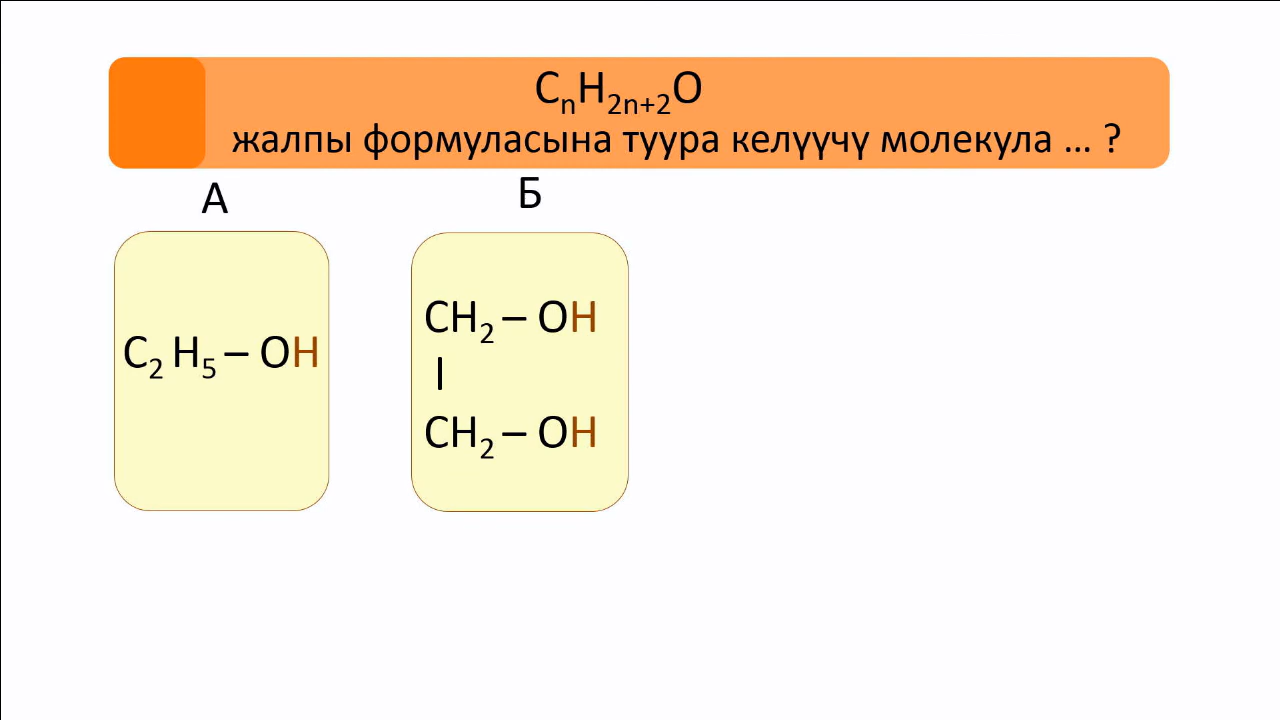 CₙH₂ₙ₊₂O
жалпы формуласына туура келүүчү молекула ... ?
А
Б
C₂ H₅ – OH
CH₂ – OH
|
CH₂ – OH